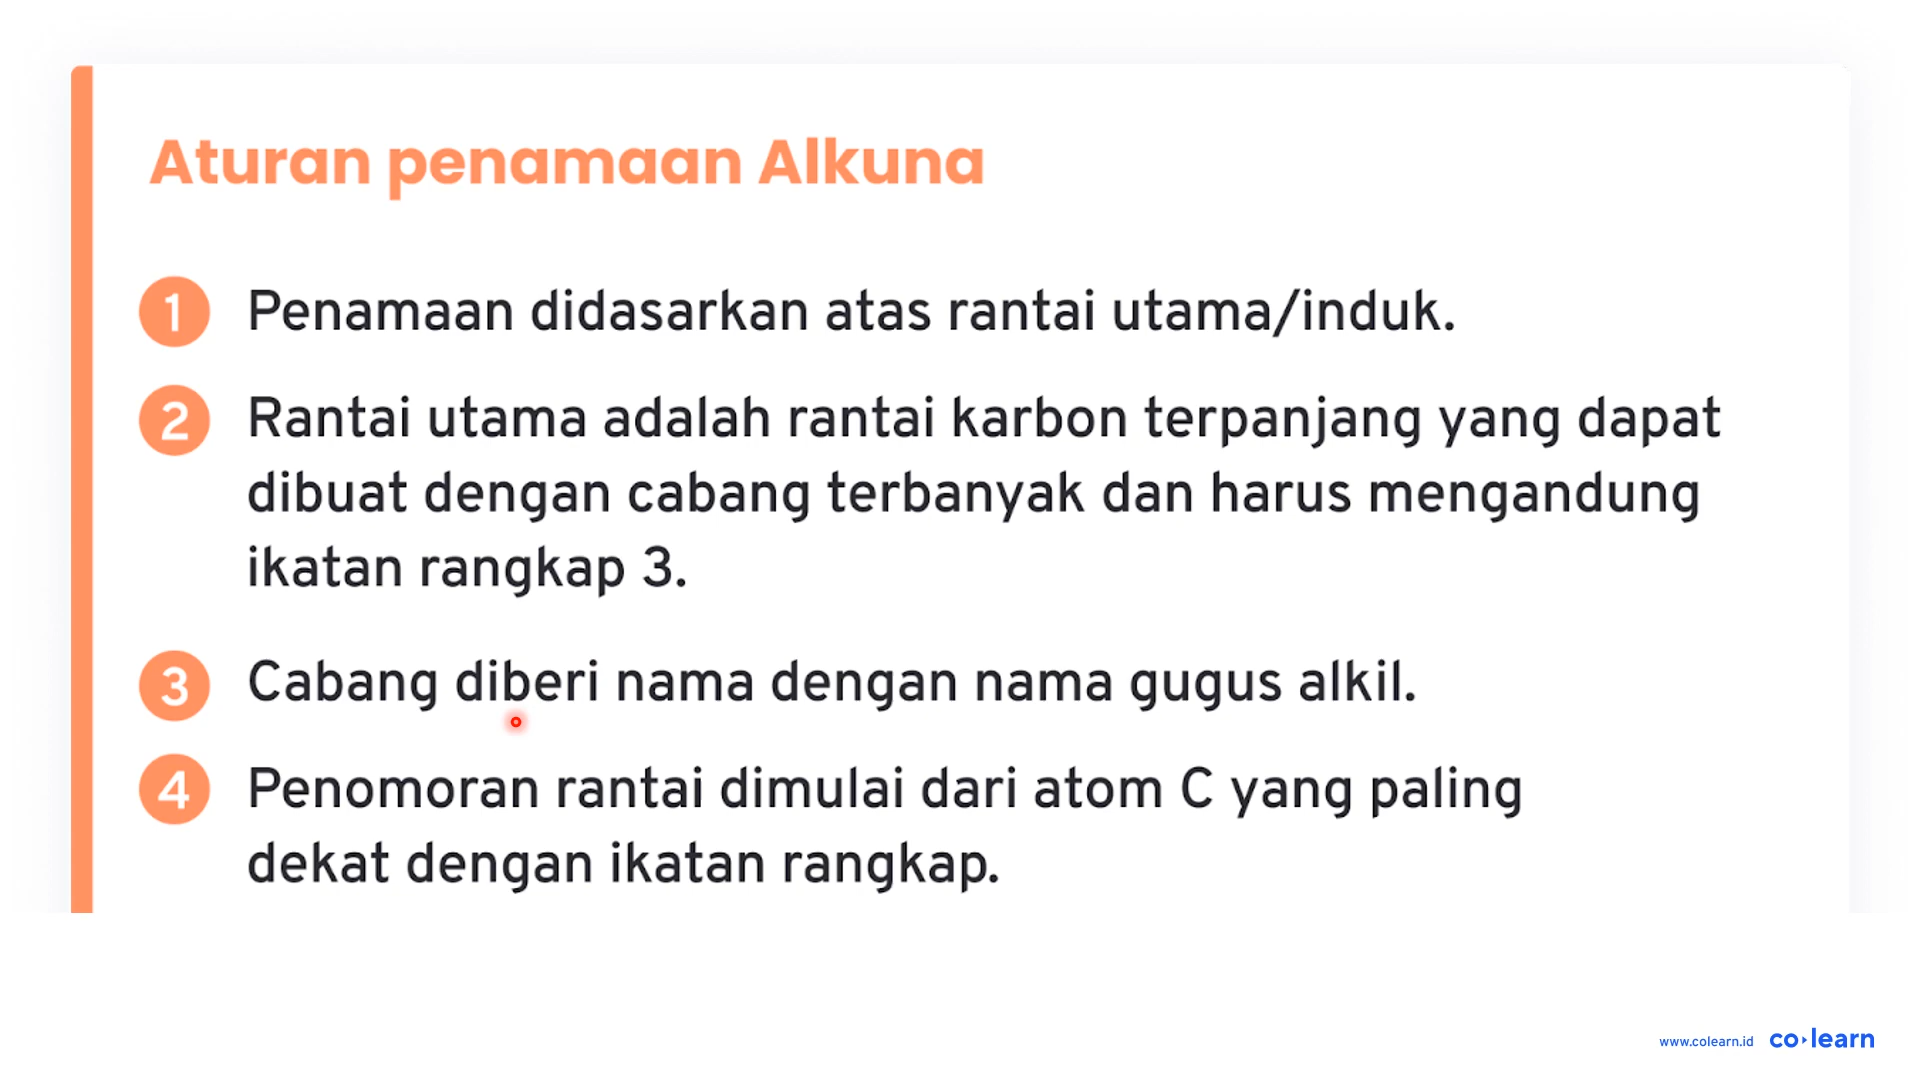 Aturan penamaan Alkuna
1 Penamaan didasarkan atas rantai utama/induk.
2 Rantai utama adalah rantai karbon terpanjang yang dapat
dibuat dengan cabang terbanyak dan harus mengandung
ikatan rangkap 3.
3 Cabang diberi nama dengan nama gugus alkil.
4 Penomoran rantai dimulai dari atom C yang paling
dekat dengan ikatan rangkap.
www.colearn.id co learn